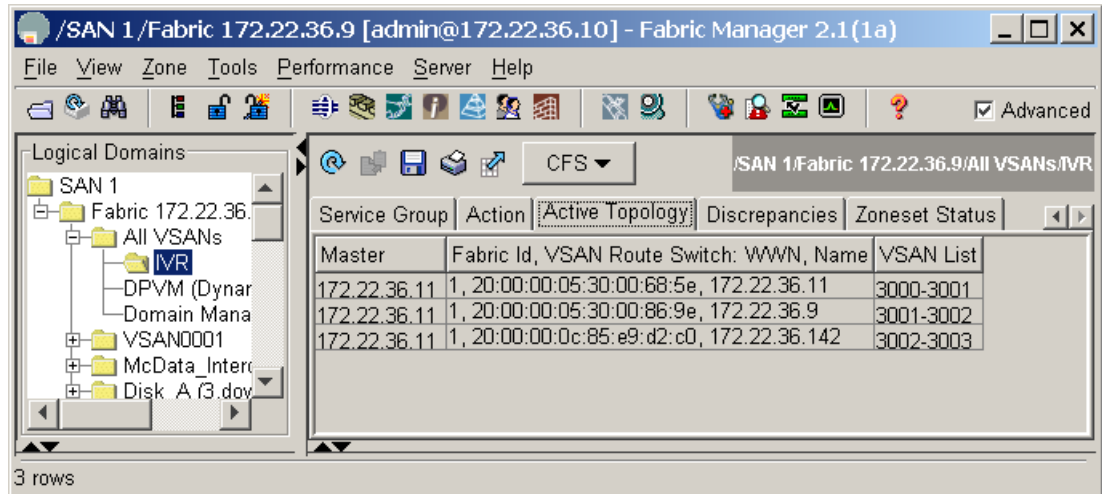 /SAN 1/Fabric 172.22.36.9 [admin@172.22.36.10] - Fabric Manager 2.1(1a)
File View Zone Tools Performance Server Help
Advanced
Logical Domains
SAN 1
Fabric 172.22.36.
All VSANs
IVR
DPVM (Dynar
Domain Mana
VSAN0001
McData_Interc
Disk_A (3.dov
CFS
/SAN 1/Fabric 172.22.36.9/All VSANs/IVR
Service Group Action Active Topology Discrepancies Zoneset Status
Master Fabric Id, VSAN Route Switch: WWN, Name VSAN List
172.22.36.11 1, 20:00:00:05:30:00:68:5e, 172.22.36.11 3000-3001
172.22.36.11 1, 20:00:00:05:30:00:86:9e, 172.22.36.9 3001-3002
172.22.36.11 1, 20:00:00:0c:85:e9:d2:c0, 172.22.36.142 3002-3003
3 rows